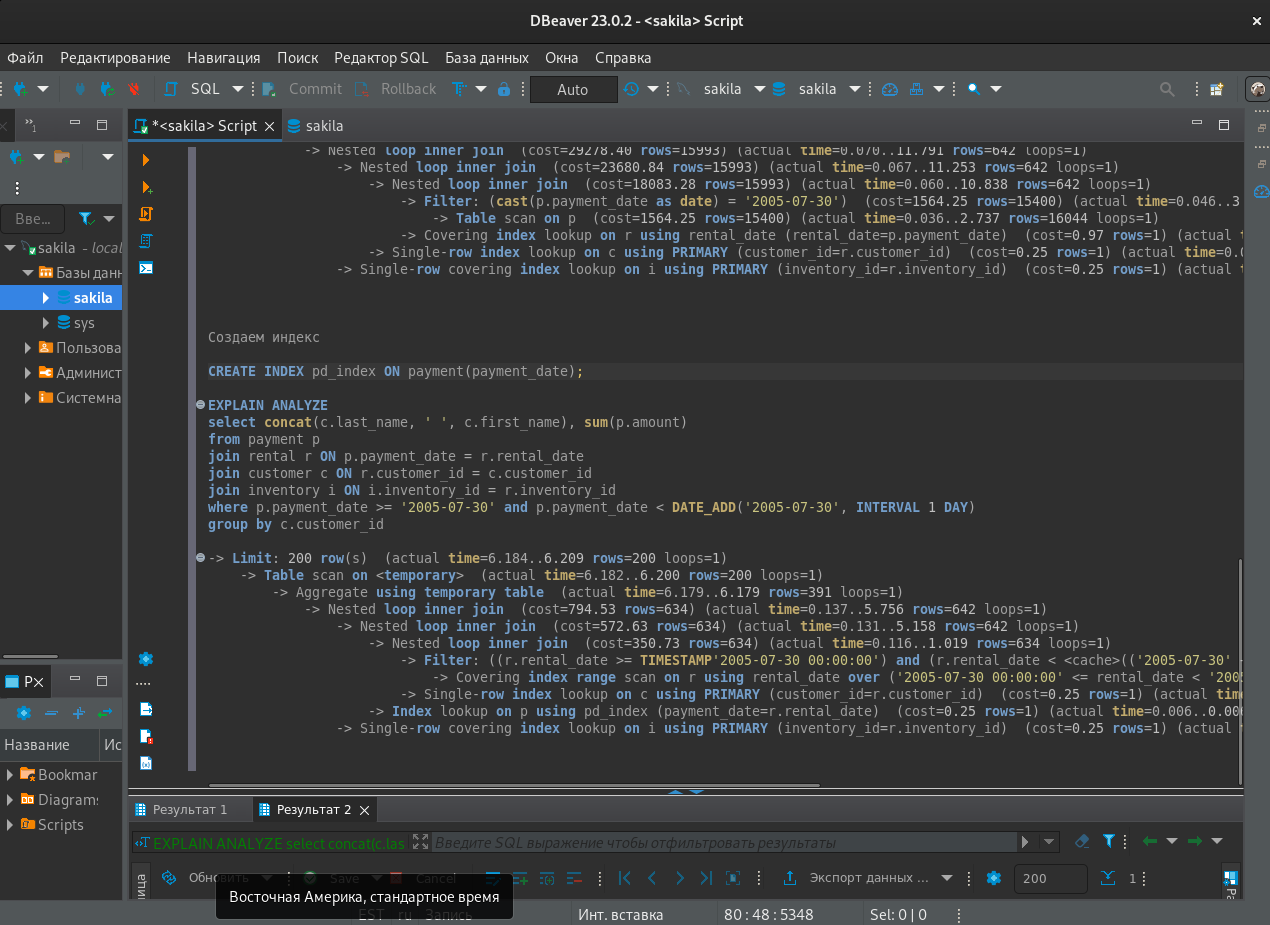 DBeaver 23.0.2 - <sakila> Script
Файл Редактирование Навигация Поиск Редактор SQL База данных Окна Справка
SQL Commit Rollback Auto sakila sakila
*<sakila> Script sakila
-> Nested loop inner join (cost=29278.40 rows=15993) (actual time=0.070..11.791 rows=642 loops=1)
-> Nested loop inner join (cost=23680.84 rows=15993) (actual time=0.067..11.253 rows=642 loops=1)
-> Nested loop inner join (cost=18083.28 rows=15993) (actual time=0.060..10.838 rows=642 loops=1)
-> Filter: (cast(p.payment_date as date) = '2005-07-30') (cost=1564.25 rows=15400) (actual time=0.046..3
-> Table scan on p (cost=1564.25 rows=15400) (actual time=0.036..2.737 rows=16044 loops=1)
-> Covering index lookup on r using rental_date (rental_date=p.payment_date) (cost=0.97 rows=1) (actual
-> Single-row index lookup on c using PRIMARY (customer_id=r.customer_id) (cost=0.25 rows=1) (actual time=0.
-> Single-row covering index lookup on i using PRIMARY (inventory_id=r.inventory_id) (cost=0.25 rows=1) (actual
Создаем индекс
CREATE INDEX pd_index ON payment(payment_date);
EXPLAIN ANALYZE
select concat(c.last_name, ' ', c.first_name), sum(p.amount)
from payment p
join rental r ON p.payment_date = r.rental_date
join customer c ON r.customer_id = c.customer_id
join inventory i ON i.inventory_id = r.inventory_id
where p.payment_date >= '2005-07-30' and p.payment_date < DATE_ADD('2005-07-30', INTERVAL 1 DAY)
group by c.customer_id
-> Limit: 200 row(s) (actual time=6.184..6.209 rows=200 loops=1)
-> Table scan on <temporary> (actual time=6.182..6.200 rows=200 loops=1)
-> Aggregate using temporary table (actual time=6.179..6.179 rows=391 loops=1)
-> Nested loop inner join (cost=794.53 rows=634) (actual time=0.137..5.756 rows=642 loops=1)
-> Nested loop inner join (cost=572.63 rows=634) (actual time=0.131..5.158 rows=642 loops=1)
-> Nested loop inner join (cost=350.73 rows=634) (actual time=0.116..1.019 rows=634 loops=1)
-> Filter: ((r.rental_date >= TIMESTAMP'2005-07-30 00:00:00') and (r.rental_date < <cache>(('2005-07-30'
-> Covering index range scan on r using rental_date over ('2005-07-30 00:00:00' <= rental_date < '200
-> Single-row index lookup on c using PRIMARY (customer_id=r.customer_id) (cost=0.25 rows=1) (actual
-> Index lookup on p using pd_index (payment_date=r.rental_date) (cost=0.25 rows=1) (actual time=0.006..0.006
-> Single-row covering index lookup on i using PRIMARY (inventory_id=r.inventory_id) (cost=0.25 rows=1) (actual
Вве...
sakila - local
Базы данн
sakila
sys
Пользова
Админист
Системна
P
Название Ис
Bookmar
Diagrams
Scripts
Результат 1 Результат 2
EXPLAIN ANALYZE select concat(c.las Введите SQL выражение чтобы отфильтровать результаты
Обновить Save Cancel Экспорт данных ... 200 1
Восточная Америка, стандартное время
EST ru Запись Инт. вставка 80 : 48 : 5348 Sel: 0 | 0